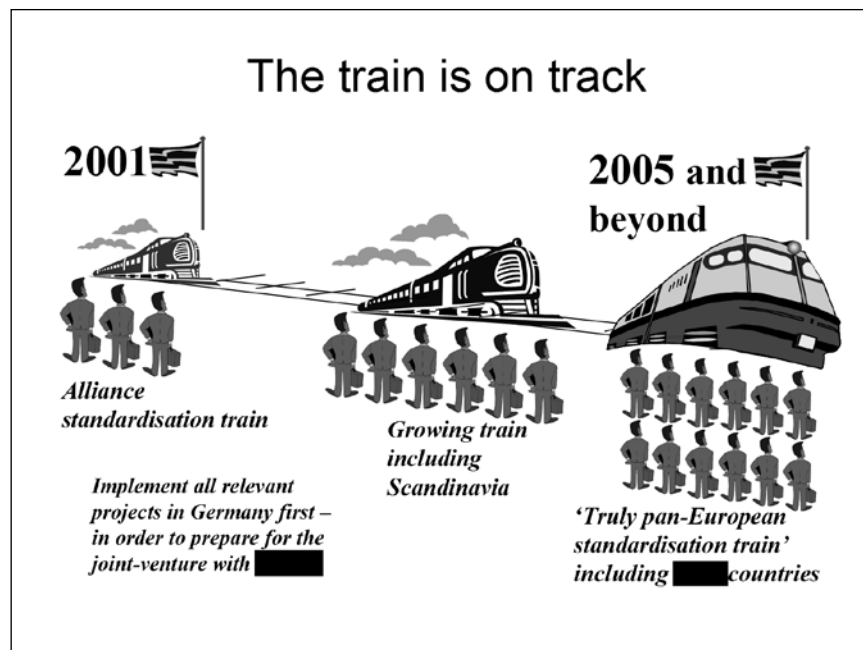 The train is on track
2001
2005 and
beyond
Alliance
standardisation train
Growing train
including
Scandinavia
Implement all relevant
projects in Germany first –
in order to prepare for the
joint-venture with
‘Truly pan-European
standardisation train’
including countries